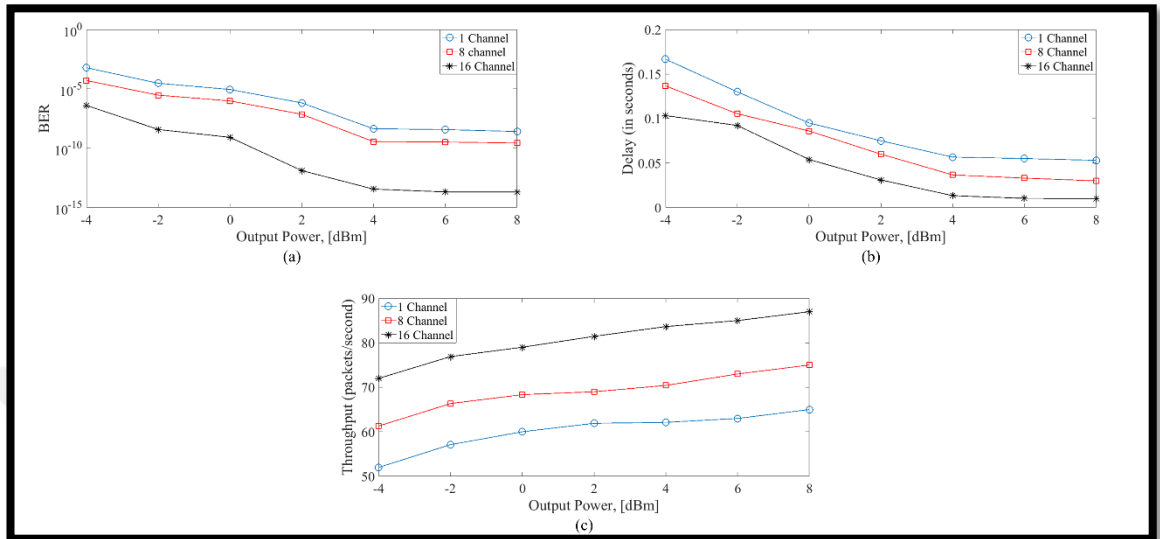 10^0
10^-5
10^-10
10^-15
BER
-4 -2 0 2 4 6 8
Output Power, [dBm]
1 Channel
8 channel
16 Channel
(a)
0.2
0.15
0.1
0.05
0
Delay (in seconds)
-4 -2 0 2 4 6 8
Output Power, [dBm]
1 Channel
8 Channel
16 Channel
(b)
90
80
70
60
50
Throughput (packets/second)
-4 -2 0 2 4 6 8
Output Power, [dBm]
1 Channel
8 Channel
16 Channel
(c)